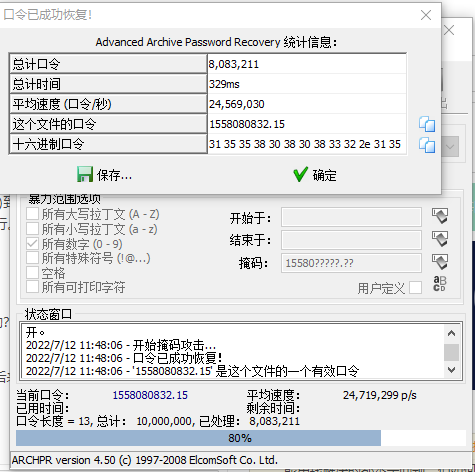 口令已成功恢复!
Advanced Archive Password Recovery 统计信息：
总计口令 8,083,211
总计时间 329ms
平均速度 (口令/秒) 24,569,030
这个文件的口令 1558080832.15
十六进制口令 31 35 35 38 30 38 30 38 33 32 2e 31 35
保存... 确定
暴力范围选项
所有大写拉丁文 (A - Z) 开始于：
所有小写拉丁文 (a - z)
所有数字 (0 - 9) 结束于：
所有特殊符号 (!@...) 掩码： 15580?????.??
空格
所有可打印字符 用户定义
状态窗口
开。
2022/7/12 11:48:06 - 开始掩码攻击...
2022/7/12 11:48:06 - 口令已成功恢复!
2022/7/12 11:48:06 - '1558080832.15' 是这个文件的一个有效口令
当前口令： 1558080832.15 平均速度： 24,719,299 p/s
已用时间： 剩余时间：
口令长度 = 13, 总计： 10,000,000, 已处理： 8,083,211
80%
ARCHPR version 4.50 (c) 1997-2008 ElcomSoft Co. Ltd.